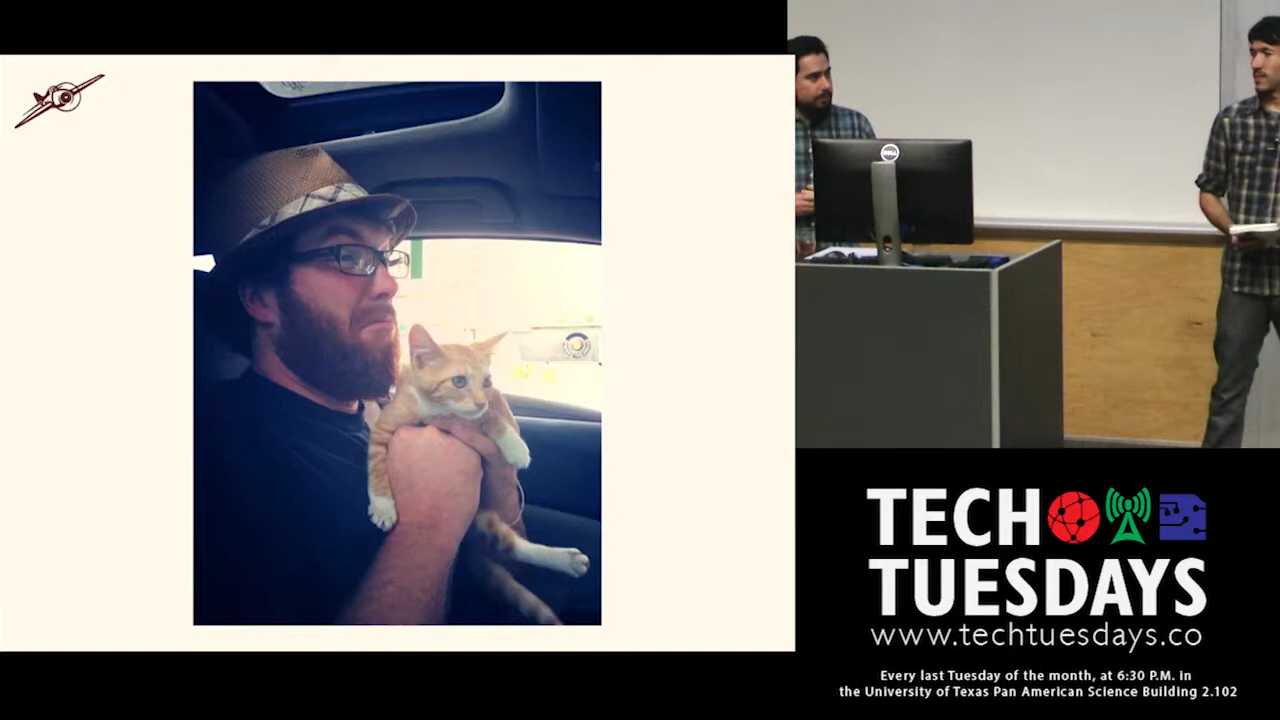 DELL
TECH
TUESDAYS
www.techtuesdays.co
Every last Tuesday of the month, at 6:30 P.M. in
the University of Texas Pan American Science Building 2.102